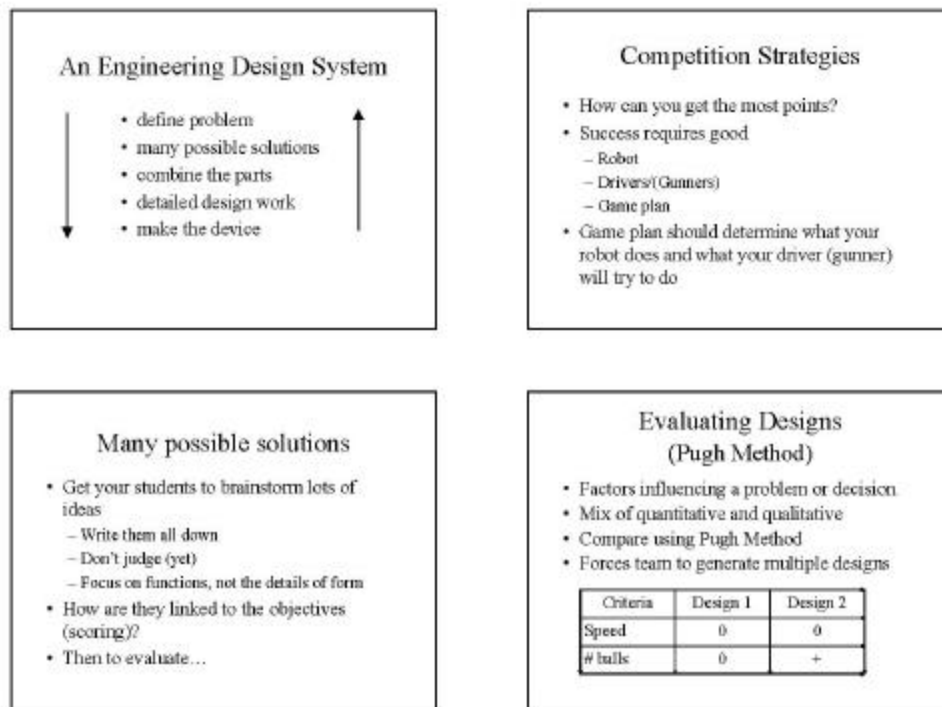 An Engineering Design System
• define problem
• many possible solutions
• combine the parts
• detailed design work
• make the device
Competition Strategies
• How can you get the most points?
• Success requires good
– Robot
– Drivers/(Gunners)
– Game plan
• Game plan should determine what your
robot does and what your driver (gunner)
will try to do
Many possible solutions
• Get your students to brainstorm lots of
ideas
– Write them all down
– Don't judge (yet)
– Focus on functions, not the details of form
• How are they linked to the objectives
(scoring)?
• Then to evaluate…
Evaluating Designs
(Pugh Method)
• Factors influencing a problem or decision
• Mix of quantitative and qualitative
• Compare using Pugh Method
• Forces team to generate multiple designs
Criteria Design 1 Design 2
Speed 0 0
# balls 0 +